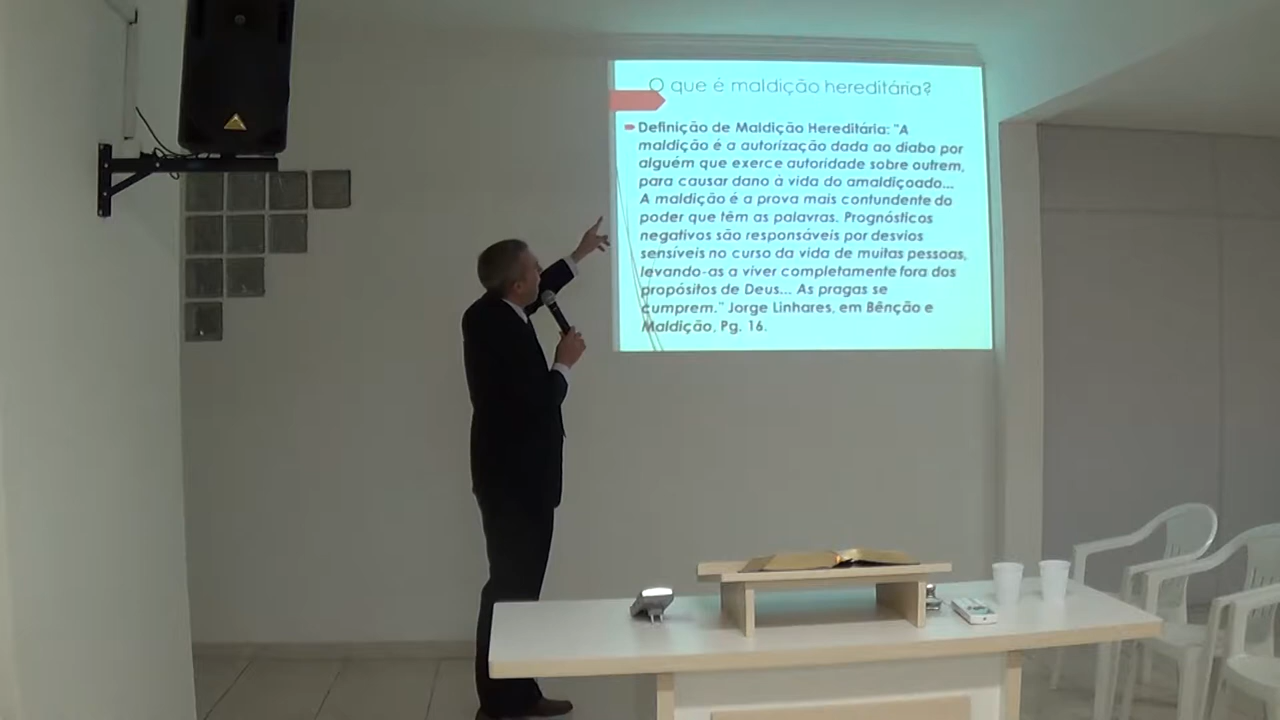 O que é maldição hereditária?
Definição de Maldição Hereditária: "A
maldição é a autorização dada ao diabo por
alguém que exerce autoridade sobre outrem,
para causar dano à vida do amaldiçoado...
A maldição é a prova mais contundente do
poder que têm as palavras. Prognósticos
negativos são responsáveis por desvios
sensíveis no curso da vida de muitas pessoas,
levando-as a viver completamente fora dos
propósitos de Deus... As pragas se
cumprem." Jorge Linhares, em Bênção e
Maldição, Pg. 16.